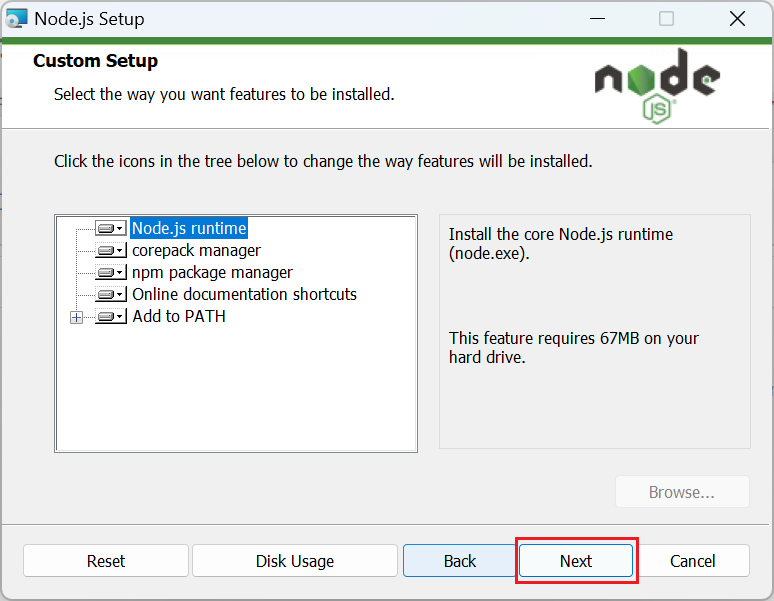 Node.js Setup
Custom Setup
Select the way you want features to be installed.
node
JS
Click the icons in the tree below to change the way features will be installed.
Node.js runtime
corepack manager
npm package manager
Online documentation shortcuts
Add to PATH
Install the core Node.js runtime
(node.exe).
This feature requires 67MB on your
hard drive.
Browse...
Reset
Disk Usage
Back
Next
Cancel